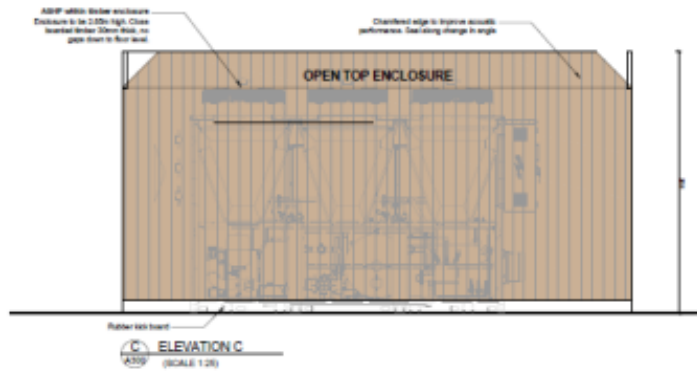 ASHP within timber enclosure
Enclosure to be 2.65m high. Close
boarded timber 20mm thick, no
gaps down to floor level.
Chamfered edge to improve acoustic
performance. Seal along change in angle
OPEN TOP ENCLOSURE
Rubber kick board
C
ELEVATION C
(SCALE 1:25)